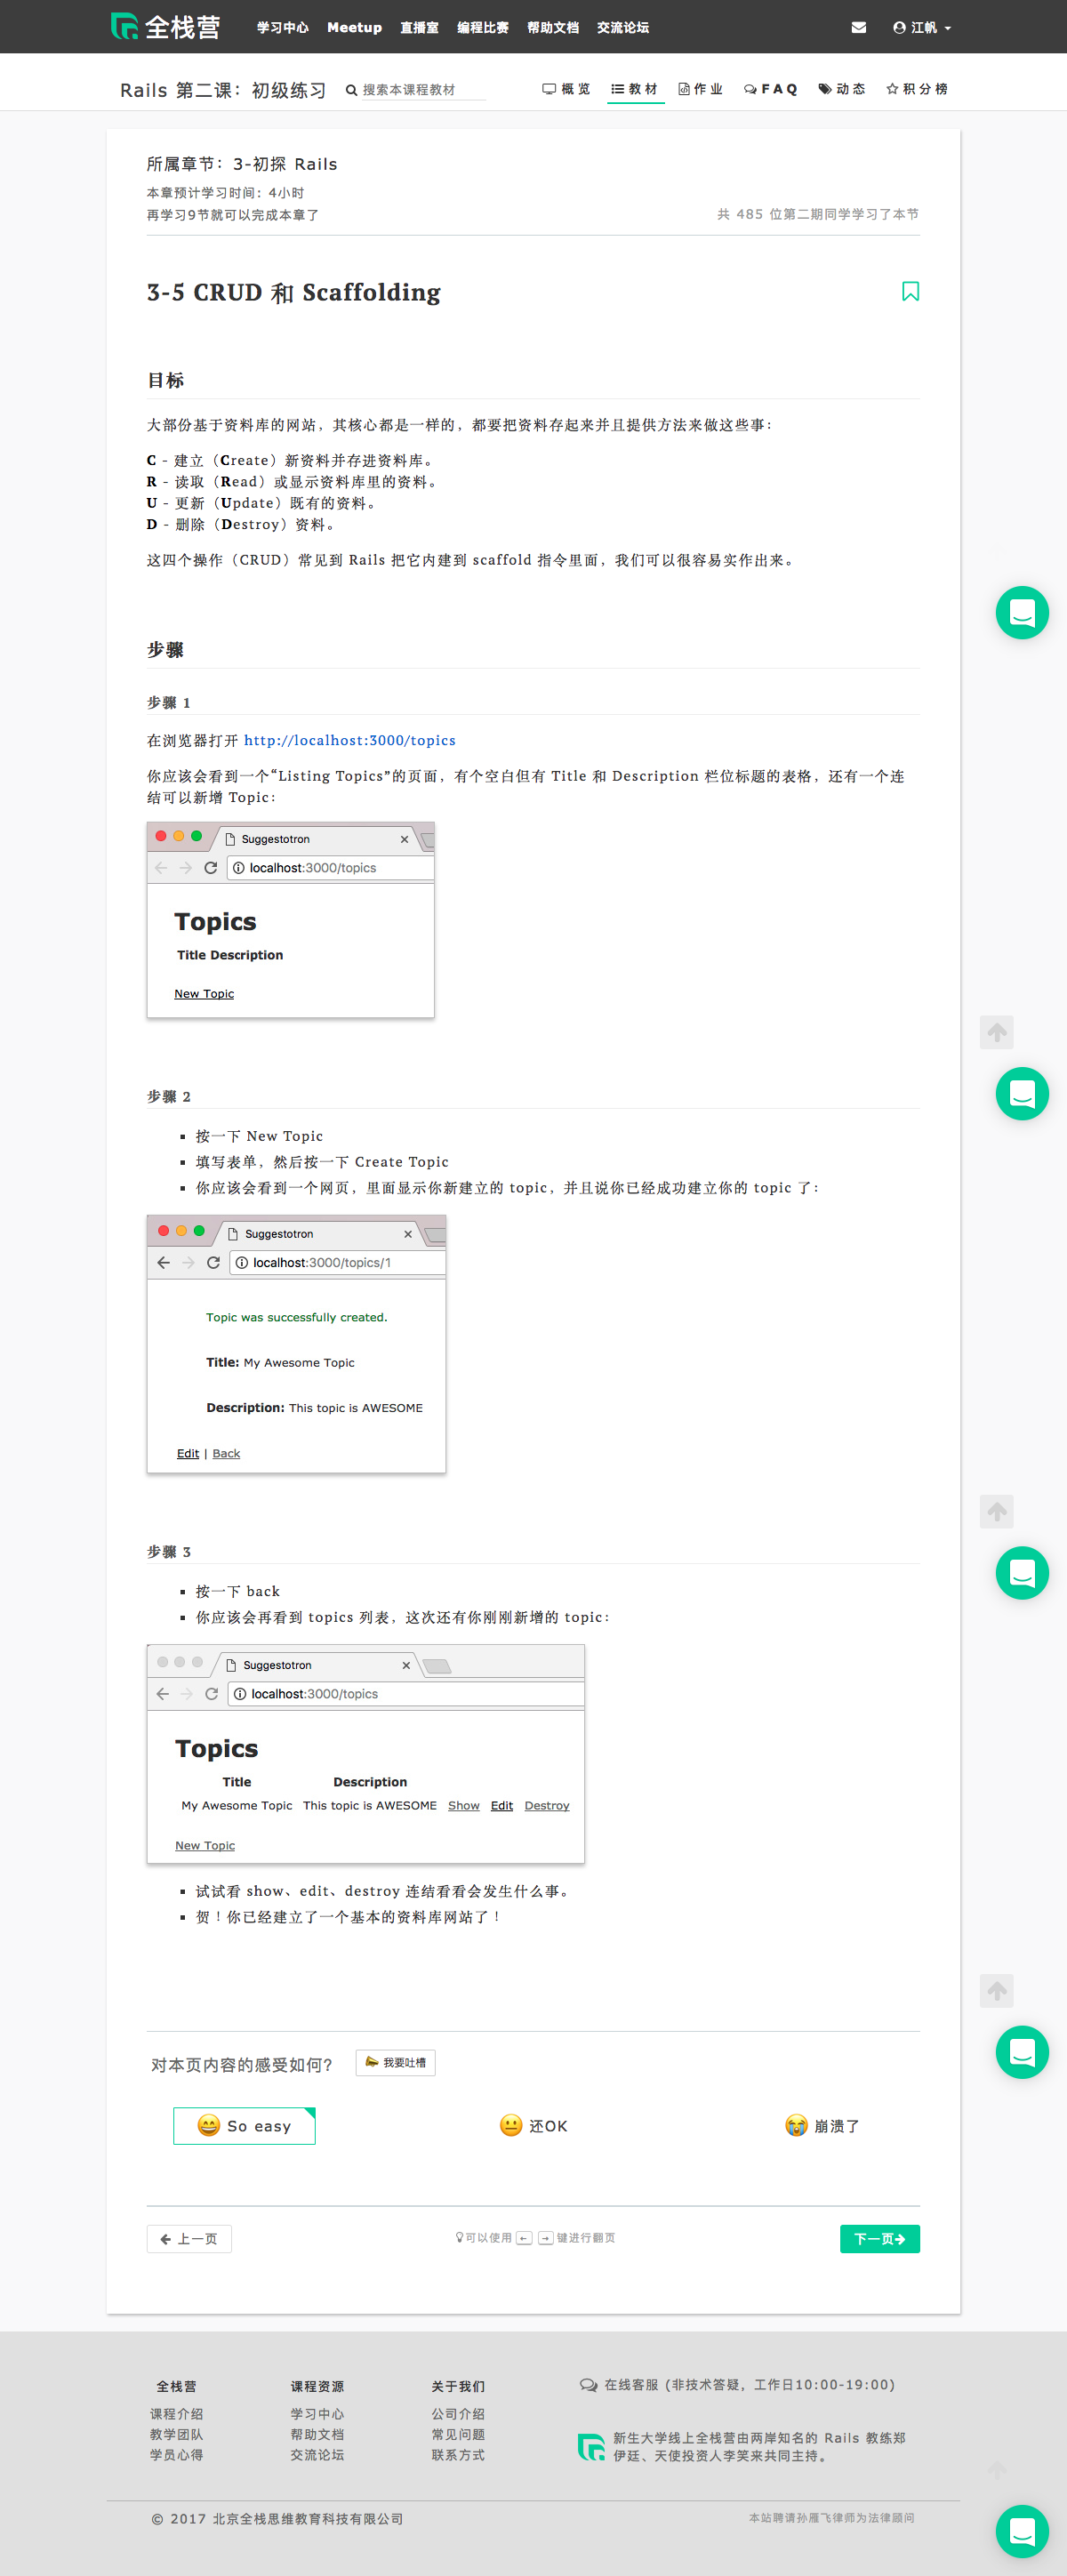 全栈营 学习中心 Meetup 直播室 编程比赛 帮助文档 交流论坛 江帆
Rails 第二课：初级练习 搜索本课程教材 概览 教材 作业 FAQ 动态 积分榜
所属章节：3-初探 Rails
本章预计学习时间：4小时
再学习9节就可以完成本章了 共 485 位第二期同学学习了本节
3-5 CRUD 和 Scaffolding
目标
大部份基于资料库的网站，其核心都是一样的，都要把资料存起来并且提供方法来做这些事：
C - 建立（Create）新资料并存进资料库。
R - 读取（Read）或显示资料库里的资料。
U - 更新（Update）既有的资料。
D - 删除（Destroy）资料。
这四个操作（CRUD）常见到 Rails 把它内建到 scaffold 指令里面，我们可以很容易实作出来。
步骤
步骤 1
在浏览器打开 http://localhost:3000/topics
你应该会看到一个“Listing Topics”的页面，有个空白但有 Title 和 Description 栏位标题的表格，还有一个连
结可以新增 Topic：
Suggestotron
localhost:3000/topics
Topics
Title Description
New Topic
步骤 2
按一下 New Topic
填写表单，然后按一下 Create Topic
你应该会看到一个网页，里面显示你新建立的 topic，并且说你已经成功建立你的 topic 了：
Suggestotron
localhost:3000/topics/1
Topic was successfully created.
Title: My Awesome Topic
Description: This topic is AWESOME
Edit | Back
步骤 3
按一下 back
你应该会再看到 topics 列表，这次还有你刚刚新增的 topic：
Suggestotron
localhost:3000/topics
Topics
Title Description
My Awesome Topic This topic is AWESOME Show Edit Destroy
New Topic
试试看 show、edit、destroy 连结看看会发生什么事。
贺！你已经建立了一个基本的资料库网站了！
对本页内容的感受如何? 我要吐槽
So easy 还OK 崩溃了
上一页 可以使用 ← → 键进行翻页 下一页
全栈营 课程资源 关于我们 在线客服 (非技术答疑，工作日10:00-19:00)
课程介绍 学习中心 公司介绍
教学团队 帮助文档 常见问题 新生大学线上全栈营由两岸知名的 Rails 教练郑
学员心得 交流论坛 联系方式 伊廷、天使投资人李笑来共同主持。
© 2017 北京全栈思维教育科技有限公司 本站聘请孙雁飞律师为法律顾问